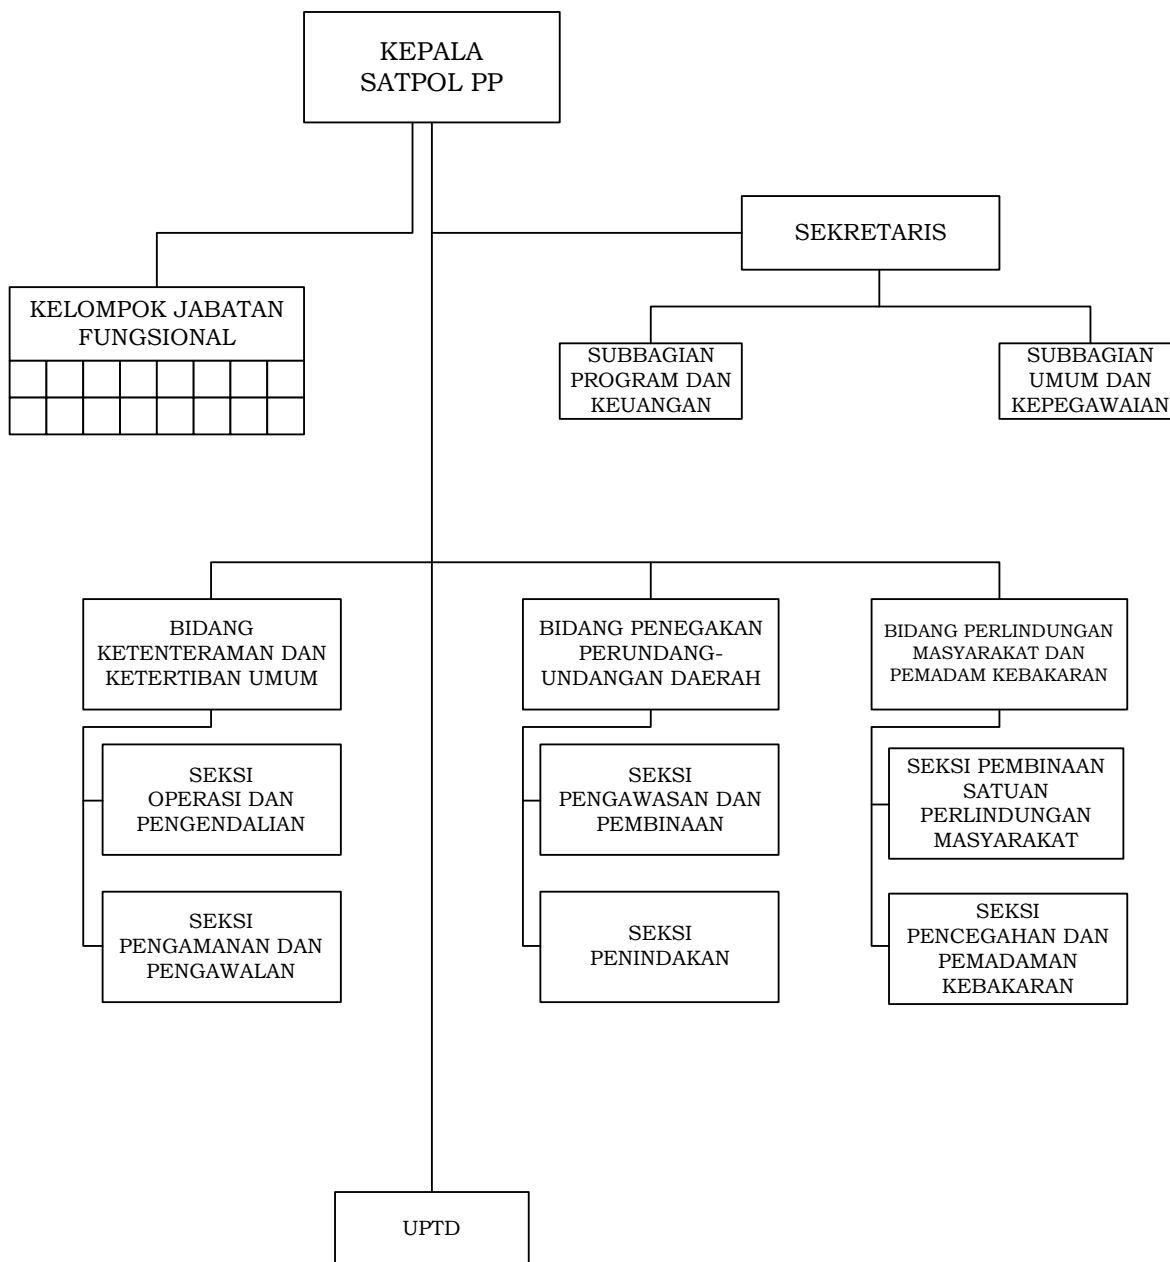 KEPALA
SATPOL PP
SEKRETARIS
KELOMPOK JABATAN
FUNGSIONAL
SUBBAGIAN
PROGRAM DAN
KEUANGAN
SUBBAGIAN
UMUM DAN
KEPEGAWAIAN
BIDANG
KETENTERAMAN DAN
KETERTIBAN UMUM
BIDANG PENEGAKAN
PERUNDANG-
UNDANGAN DAERAH
BIDANG PERLINDUNGAN
MASYARAKAT DAN
PEMADAM KEBAKARAN
SEKSI
OPERASI DAN
PENGENDALIAN
SEKSI
PENGAWASAN DAN
PEMBINAAN
SEKSI PEMBINAAN
SATUAN
PERLINDUNGAN
MASYARAKAT
SEKSI
PENGAMANAN DAN
PENGAWALAN
SEKSI
PENINDAKAN
SEKSI
PENCEGAHAN DAN
PEMADAMAN
KEBAKARAN
UPTD